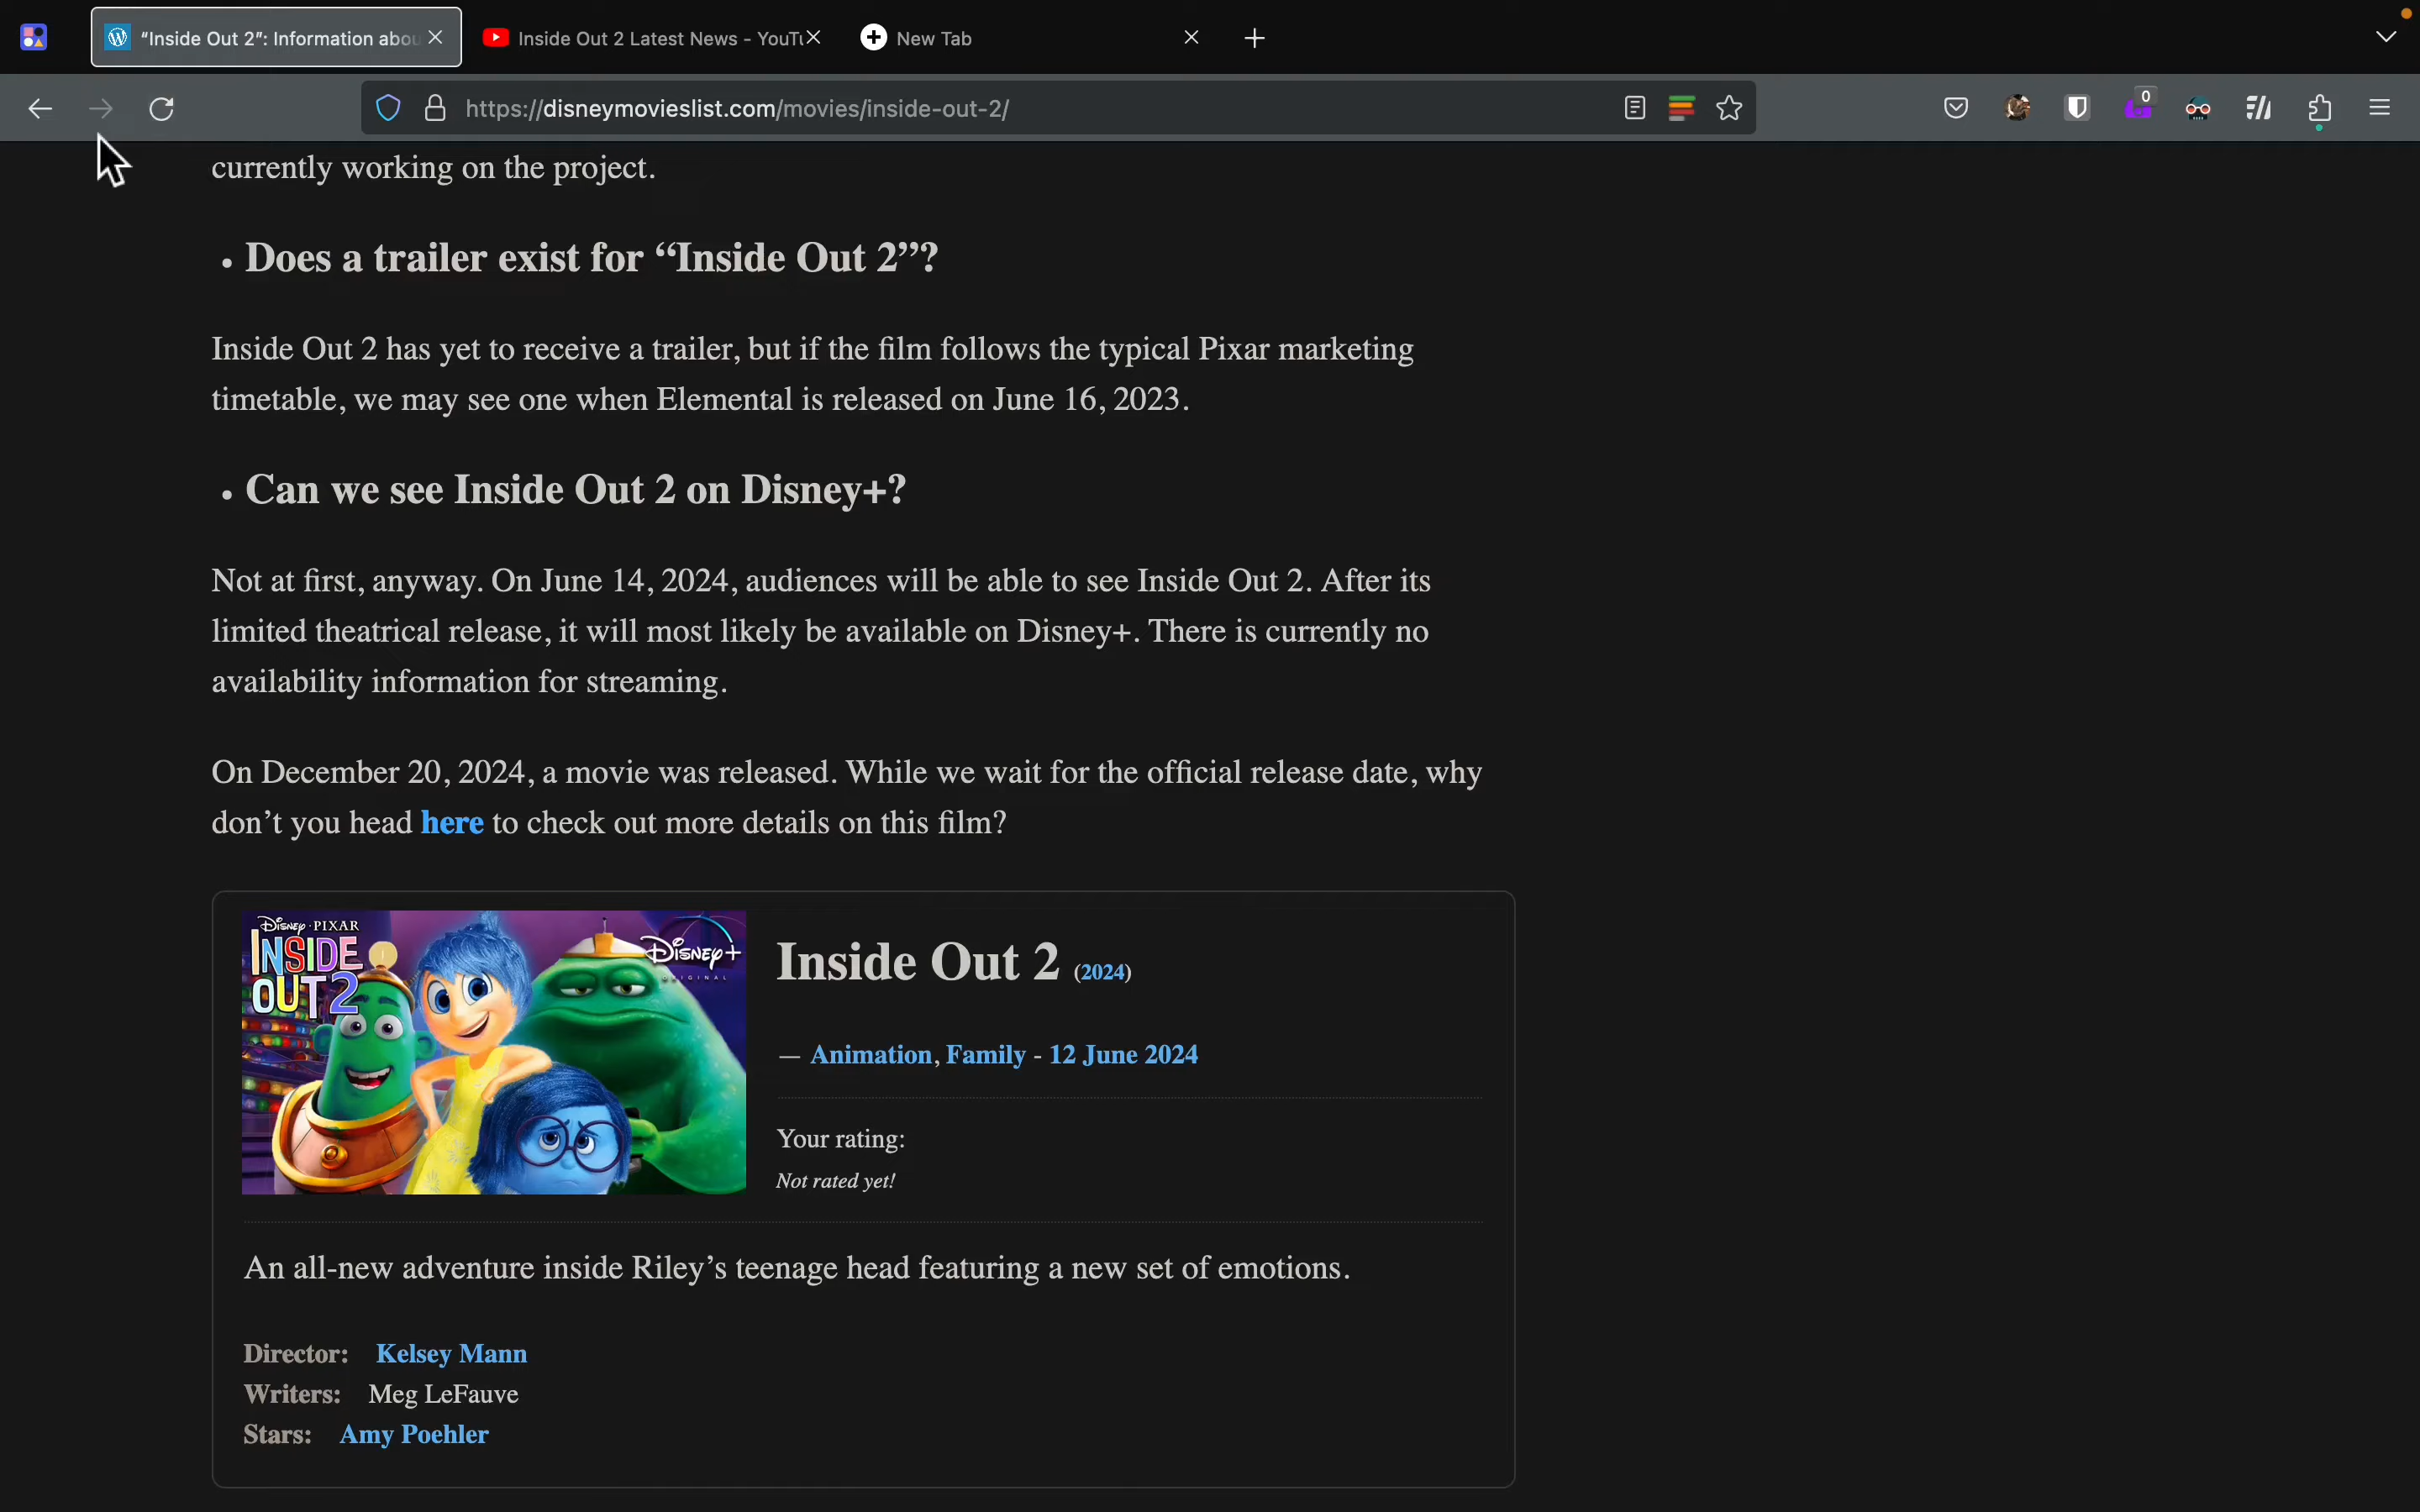 “Inside Out 2”: Information abou
Inside Out 2 Latest News - YouTu
New Tab
https://disneymovieslist.com/movies/inside-out-2/
0
currently working on the project.
• Does a trailer exist for “Inside Out 2”?
Inside Out 2 has yet to receive a trailer, but if the film follows the typical Pixar marketing
timetable, we may see one when Elemental is released on June 16, 2023.
• Can we see Inside Out 2 on Disney+?
Not at first, anyway. On June 14, 2024, audiences will be able to see Inside Out 2. After its
limited theatrical release, it will most likely be available on Disney+. There is currently no
availability information for streaming.
On December 20, 2024, a movie was released. While we wait for the official release date, why
don’t you head here to check out more details on this film?
Disney · PIXAR
INSIDE
OUT 2
Disney+
ORIGINAL
Inside Out 2 (2024)
— Animation, Family - 12 June 2024
Your rating:
Not rated yet!
An all-new adventure inside Riley’s teenage head featuring a new set of emotions.
Director: Kelsey Mann
Writers: Meg LeFauve
Stars: Amy Poehler